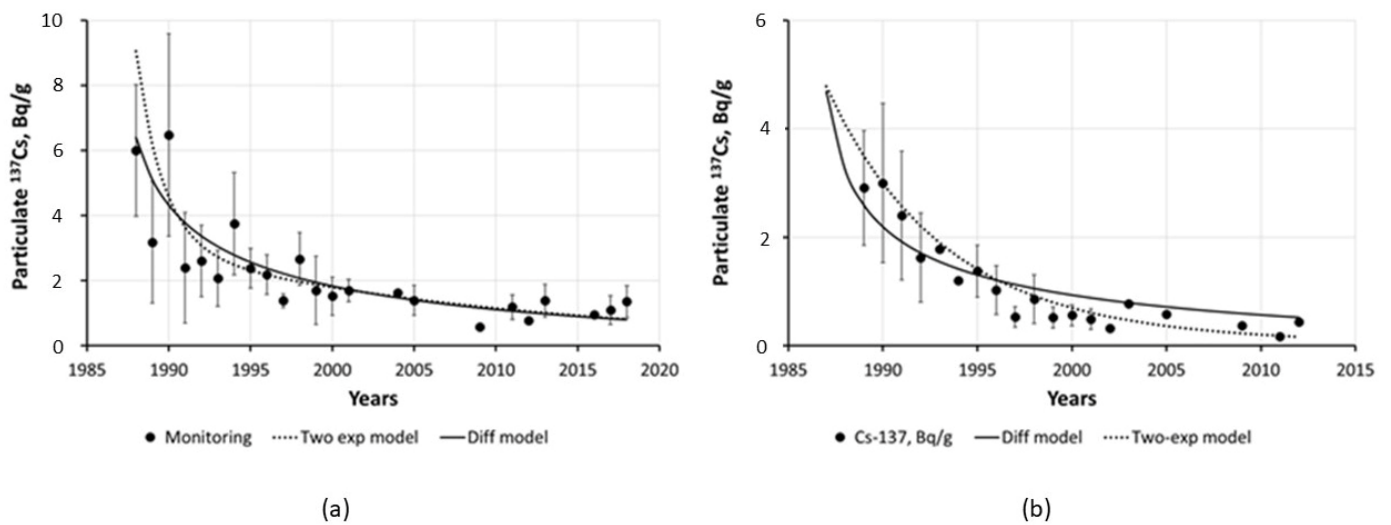 10
8
6
4
2
0
Particulate ¹³⁷Cs, Bq/g
1985 1990 1995 2000 2005 2010 2015 2020
Years
Monitoring Two exp model Diff model
(a)
6
4
2
0
Particulate ¹³⁷Cs, Bq/g
1985 1990 1995 2000 2005 2010 2015
Years
Cs-137, Bq/g Diff model Two-exp model
(b)